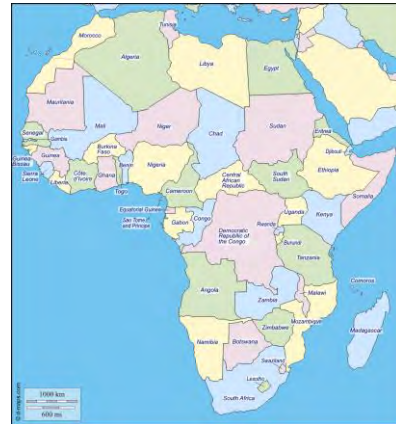 Tunisia
Morocco
Algeria
Libya
Egypt
Mauritania
Mali
Niger
Chad
Sudan
Eritrea
Senegal
Gambia
Burkina
Faso
Djibouti
Guinea-
Bissau
Guinea
Benin
Nigeria
Ethiopia
Sierra
Leone
Côte-
d'Ivoire
Ghana
Central
African
Republic
South
Sudan
Somalia
Liberia
Togo
Cameroon
Equatorial Guinea
Sao Tome
and Principe
Gabon
Congo
Democratic
Republic of
the Congo
Uganda
Kenya
Rwanda
Burundi
Tanzania
Comoros
Angola
Malawi
Zambia
Mozambique
Madagascar
Zimbabwe
Namibia
Botswana
Swaziland
Lesotho
South Africa
1000 km
600 mi
© d-maps.com